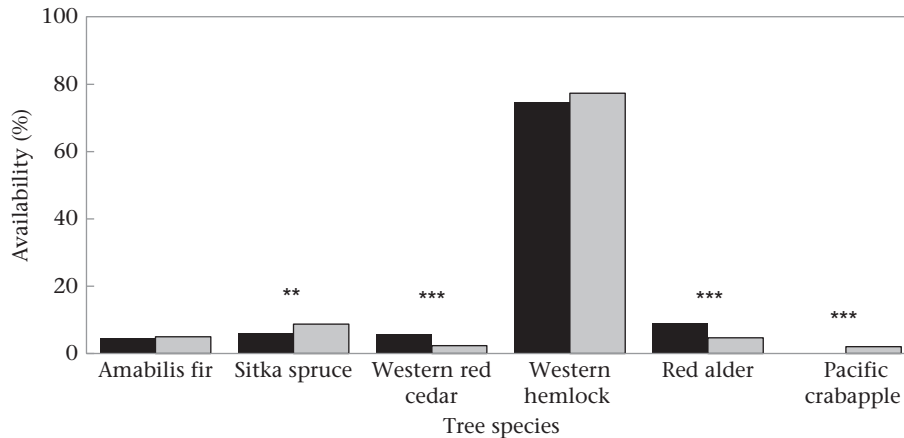 100
80
60
40
20
0
Availability (%)
**
***
***
***
Amabilis fir
Sitka spruce
Western red
cedar
Western
hemlock
Red alder
Pacific
crabapple
Tree species